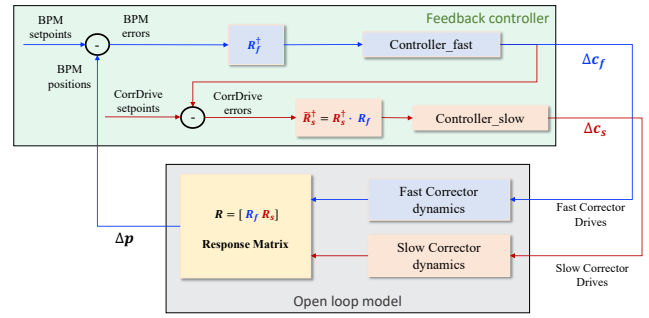 Feedback controller
BPM
setpoints
-
BPM
errors
R_f^†
Controller_fast
Δc_f
BPM
positions
CorrDrive
setpoints
-
CorrDrive
errors
R̃_s^† = R_s^† · R_f
Controller_slow
Δc_s
R = [ R_f R_s ]
Response Matrix
Fast Corrector
dynamics
Fast Corrector
Drives
Δp
Slow Corrector
dynamics
Slow Corrector
Drives
Open loop model